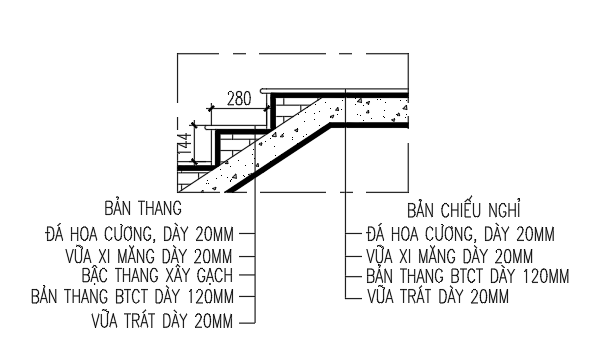 280
144
BẢN THANG
ĐÁ HOA CƯƠNG, DÀY 20MM
VỮA XI MĂNG DÀY 20MM
BẬC THANG XÂY GẠCH
BẢN THANG BTCT DÀY 120MM
VỮA TRÁT DÀY 20MM
BẢN CHIẾU NGHỈ
ĐÁ HOA CƯƠNG, DÀY 20MM
VỮA XI MĂNG DÀY 20MM
BẢN THANG BTCT DÀY 120MM
VỮA TRÁT DÀY 20MM